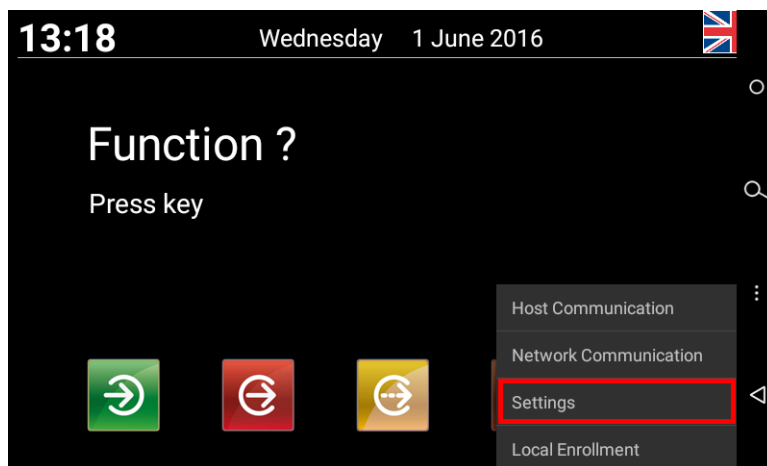 13:18 Wednesday 1 June 2016
Function ?
Press key
Host Communication
Network Communication
Settings
Local Enrollment